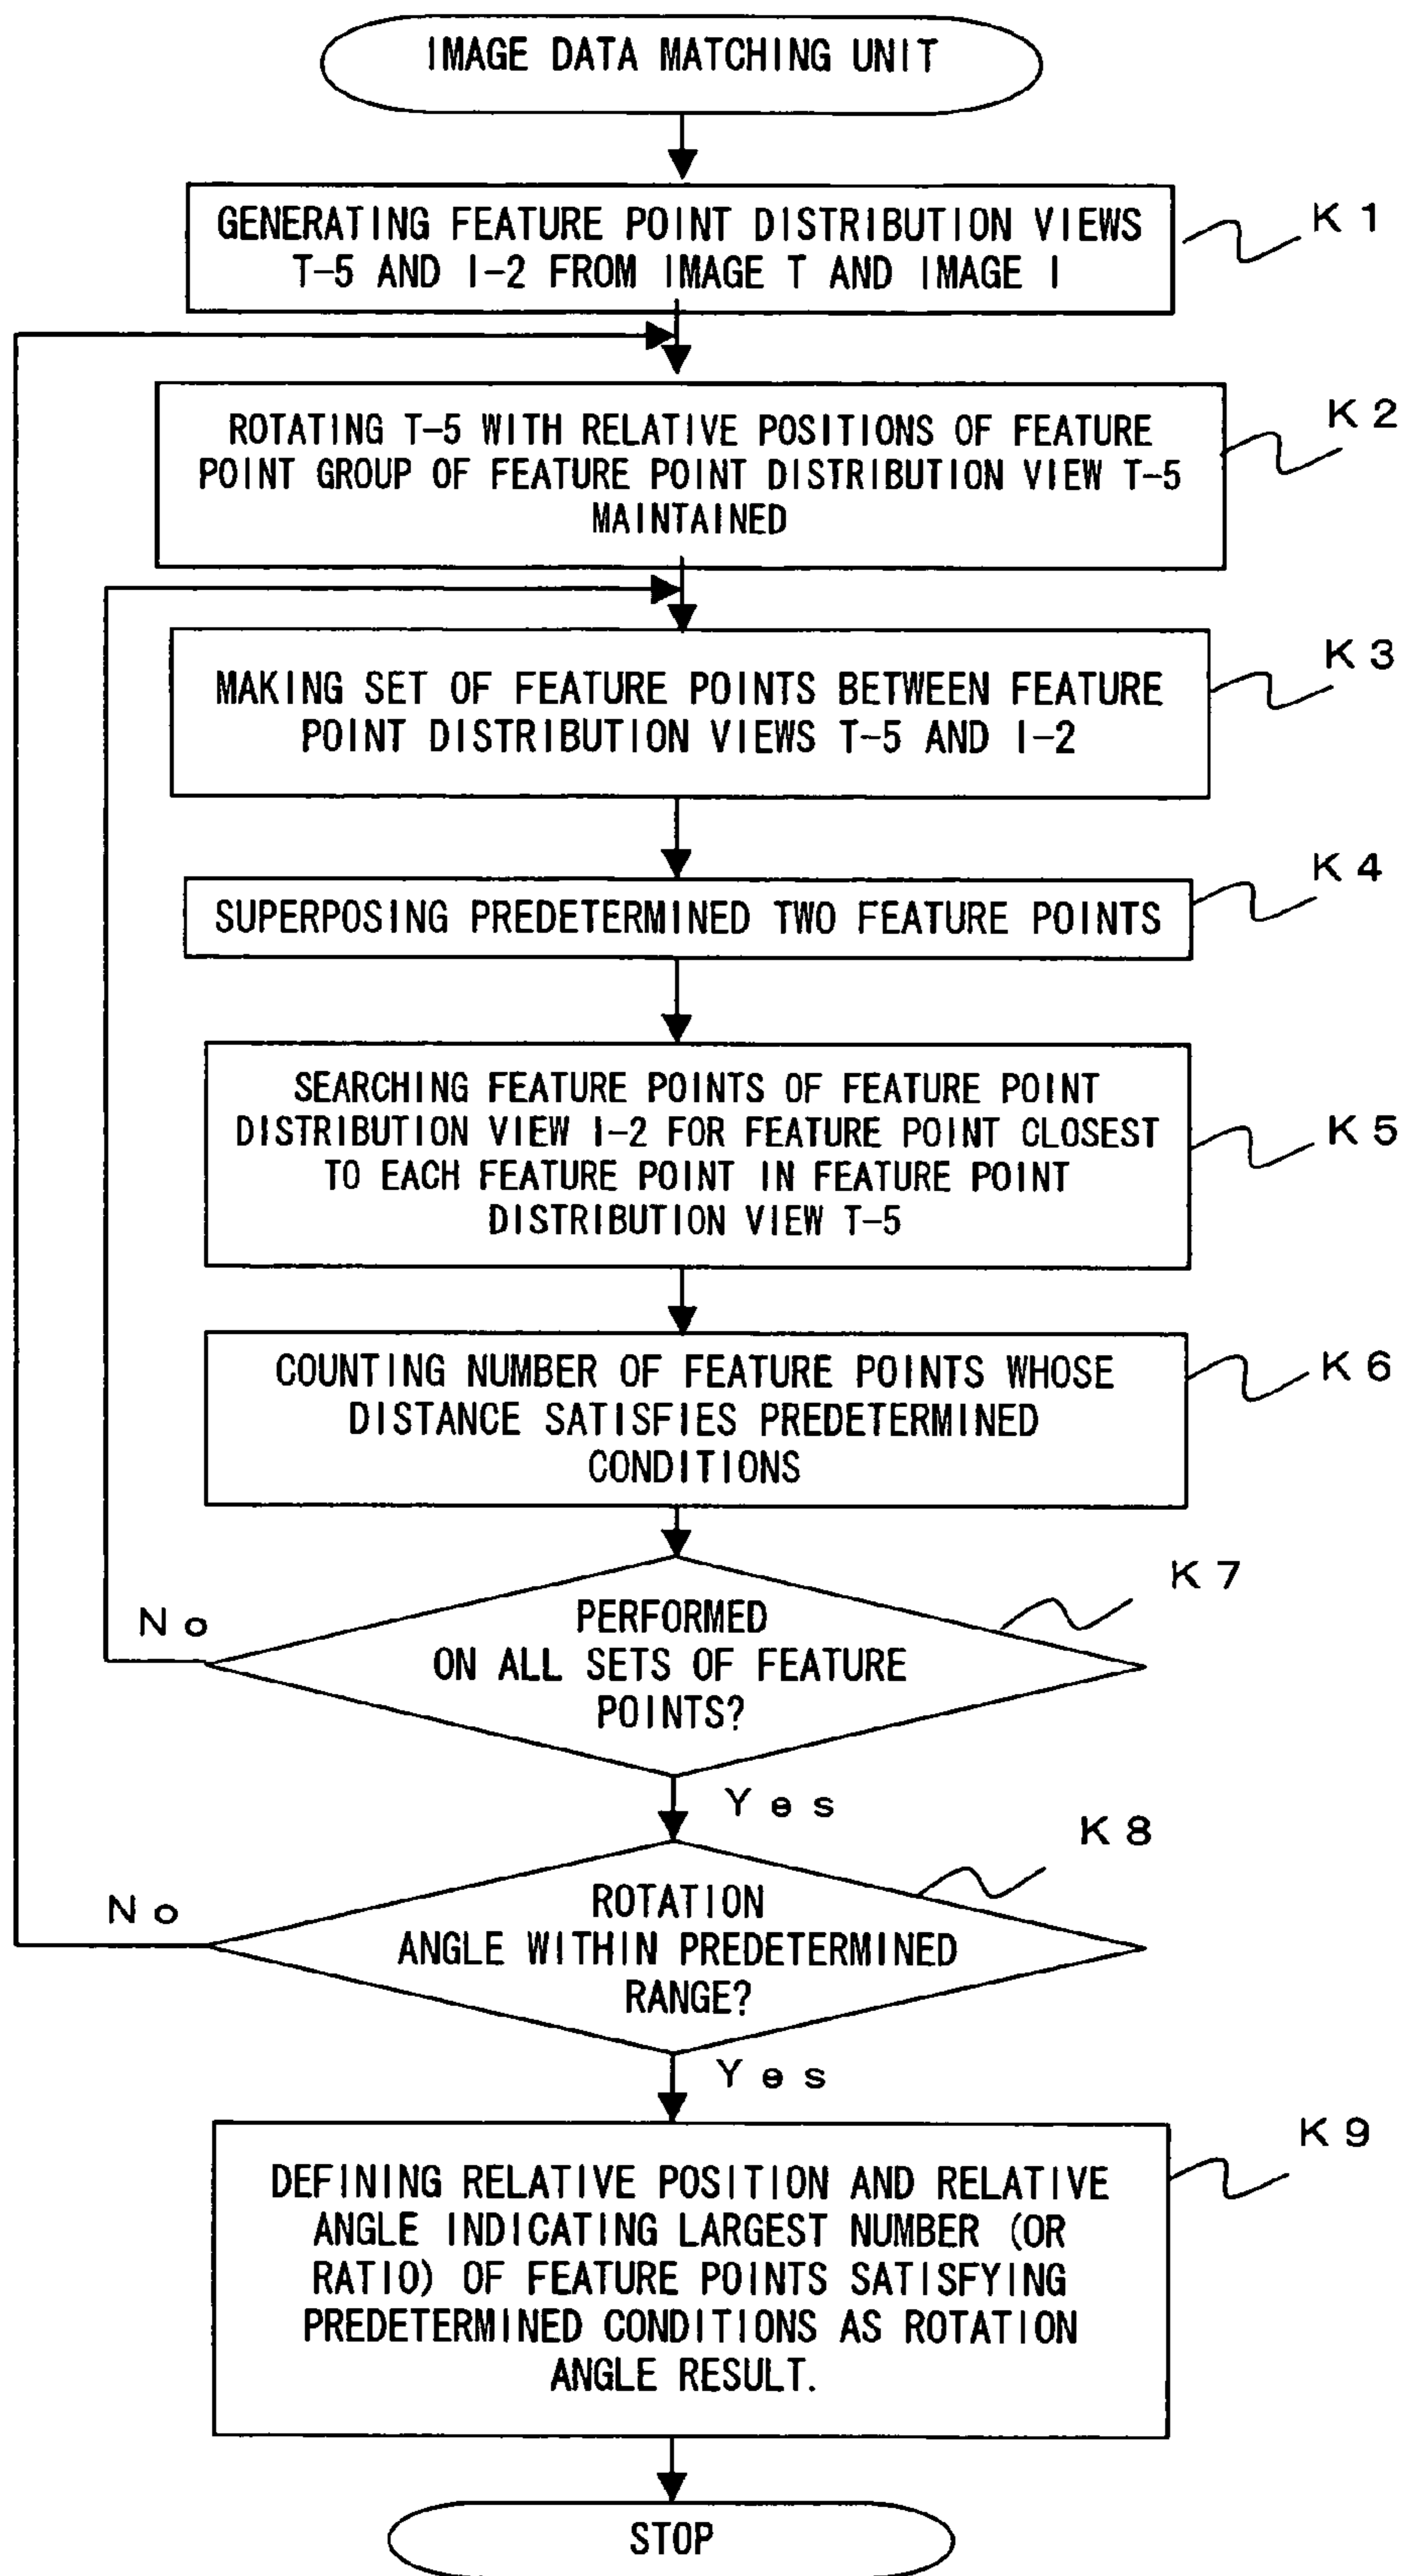 IMAGE DATA MATCHING UNIT
GENERATING FEATURE POINT DISTRIBUTION VIEWS
T-5 AND I-2 FROM IMAGE T AND IMAGE I
K1
ROTATING T-5 WITH RELATIVE POSITIONS OF FEATURE
POINT GROUP OF FEATURE POINT DISTRIBUTION VIEW T-5
MAINTAINED
K2
MAKING SET OF FEATURE POINTS BETWEEN FEATURE
POINT DISTRIBUTION VIEWS T-5 AND I-2
K3
SUPERPOSING PREDETERMINED TWO FEATURE POINTS
K4
SEARCHING FEATURE POINTS OF FEATURE POINT
DISTRIBUTION VIEW I-2 FOR FEATURE POINT CLOSEST
TO EACH FEATURE POINT IN FEATURE POINT
DISTRIBUTION VIEW T-5
K5
COUNTING NUMBER OF FEATURE POINTS WHOSE
DISTANCE SATISFIES PREDETERMINED
CONDITIONS
K6
PERFORMED
ON ALL SETS OF FEATURE
POINTS?
K7
No
Yes
ROTATION
ANGLE WITHIN PREDETERMINED
RANGE?
K8
No
Yes
DEFINING RELATIVE POSITION AND RELATIVE
ANGLE INDICATING LARGEST NUMBER (OR
RATIO) OF FEATURE POINTS SATISFYING
PREDETERMINED CONDITIONS AS ROTATION
ANGLE RESULT.
K9
STOP